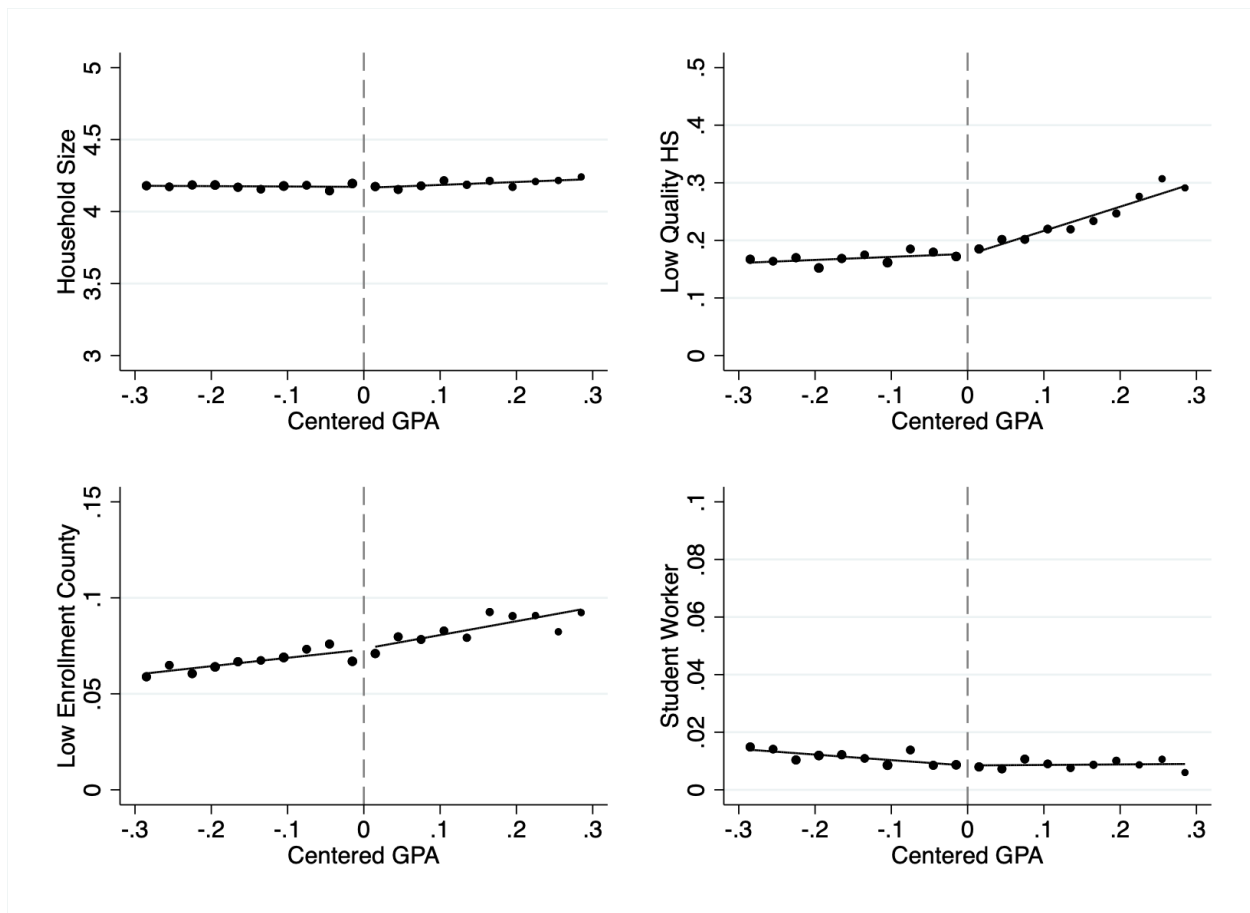 Household Size
5
4.5
4
3.5
3
-.3 -.2 -.1 0 .1 .2 .3
Centered GPA
Low Quality HS
.5
.4
.3
.2
.1
0
-.3 -.2 -.1 0 .1 .2 .3
Centered GPA
Low Enrollment County
.15
.1
.05
0
-.3 -.2 -.1 0 .1 .2 .3
Centered GPA
Student Worker
.1
.08
.06
.04
.02
0
-.3 -.2 -.1 0 .1 .2 .3
Centered GPA